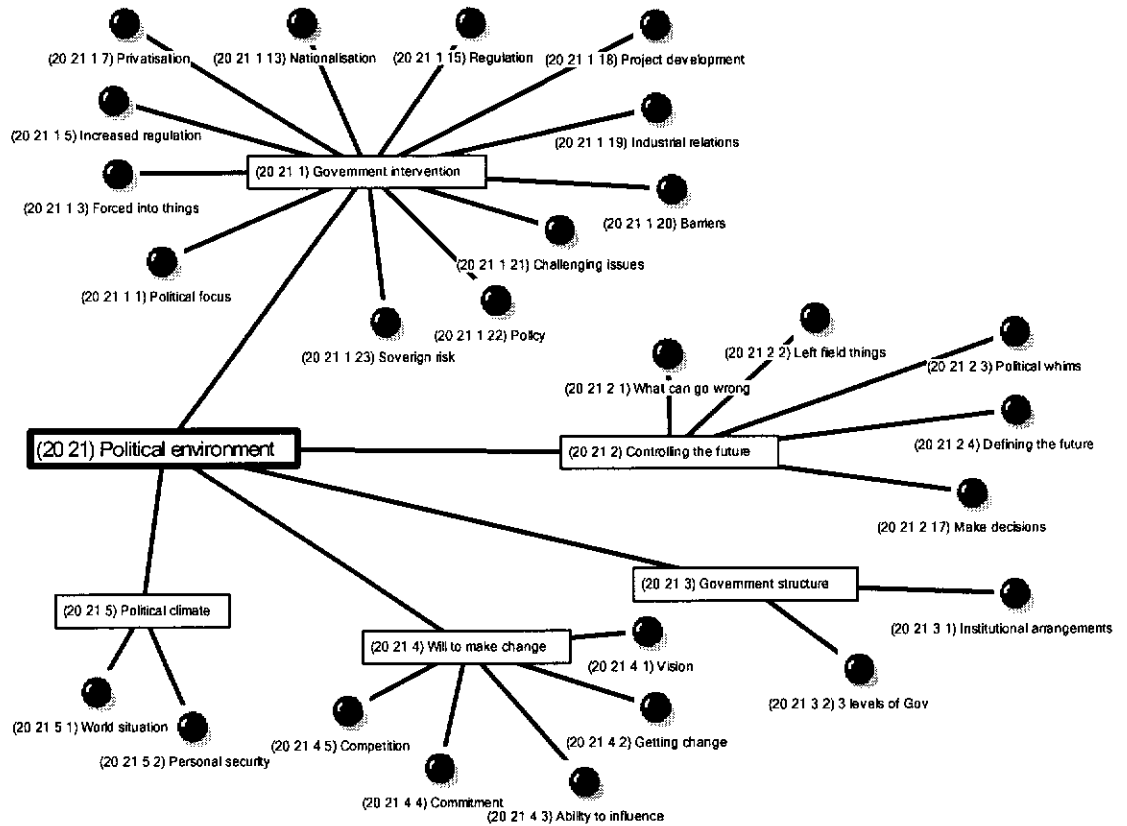 (20 21 1 7) Privatisation
(20 21 1 13) Nationalisation
(20 21 1 15) Regulation
(20 21 1 18) Project development
(20 21 1 5) Increased regulation
(20 21 1 19) Industrial relations
(20 21 1) Government intervention
(20 21 1 3) Forced into things
(20 21 1 20) Barriers
(20 21 1 21) Challenging issues
(20 21 1 1) Political focus
(20 21 1 22) Policy
(20 21 1 23) Soverign risk
(20 21 2 2) Left field things
(20 21 2 3) Political whims
(20 21 2 1) What can go wrong
(20 21 2 4) Defining the future
(20 21) Political environment
(20 21 2) Controlling the future
(20 21 2 17) Make decisions
(20 21 3) Government structure
(20 21 5) Political climate
(20 21 3 1) Institutional arrangements
(20 21 4) Will to make change
(20 21 4 1) Vision
(20 21 3 2) 3 levels of Gov
(20 21 5 1) World situation
(20 21 4 5) Competition
(20 21 4 2) Getting change
(20 21 5 2) Personal security
(20 21 4 4) Commitment
(20 21 4 3) Ability to influence